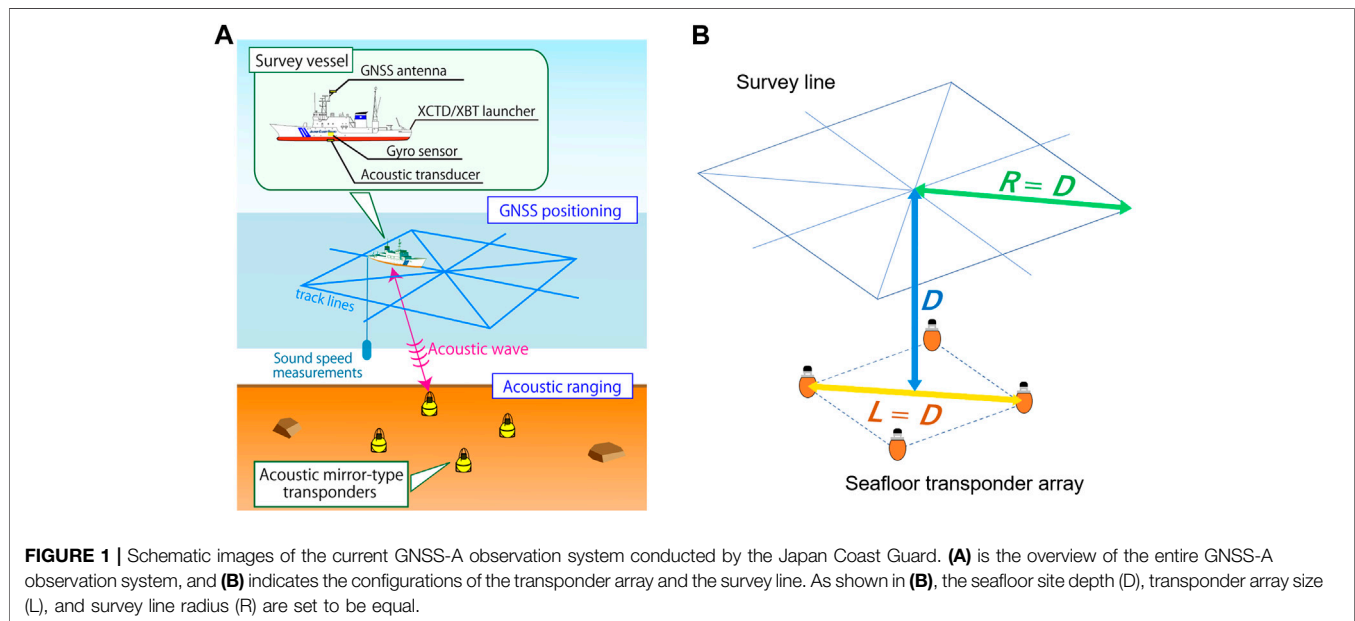 A
Survey vessel
GNSS antenna
XCTD/XBT launcher
Gyro sensor
Acoustic transducer
GNSS positioning
track lines
Acoustic wave
Sound speed
measurements
Acoustic ranging
Acoustic mirror-type
transponders
B
Survey line
R = D
D
L = D
Seafloor transponder array
FIGURE 1 | Schematic images of the current GNSS-A observation system conducted by the Japan Coast Guard. (A) is the overview of the entire GNSS-A
observation system, and (B) indicates the configurations of the transponder array and the survey line. As shown in (B), the seafloor site depth (D), transponder array size
(L), and survey line radius (R) are set to be equal.